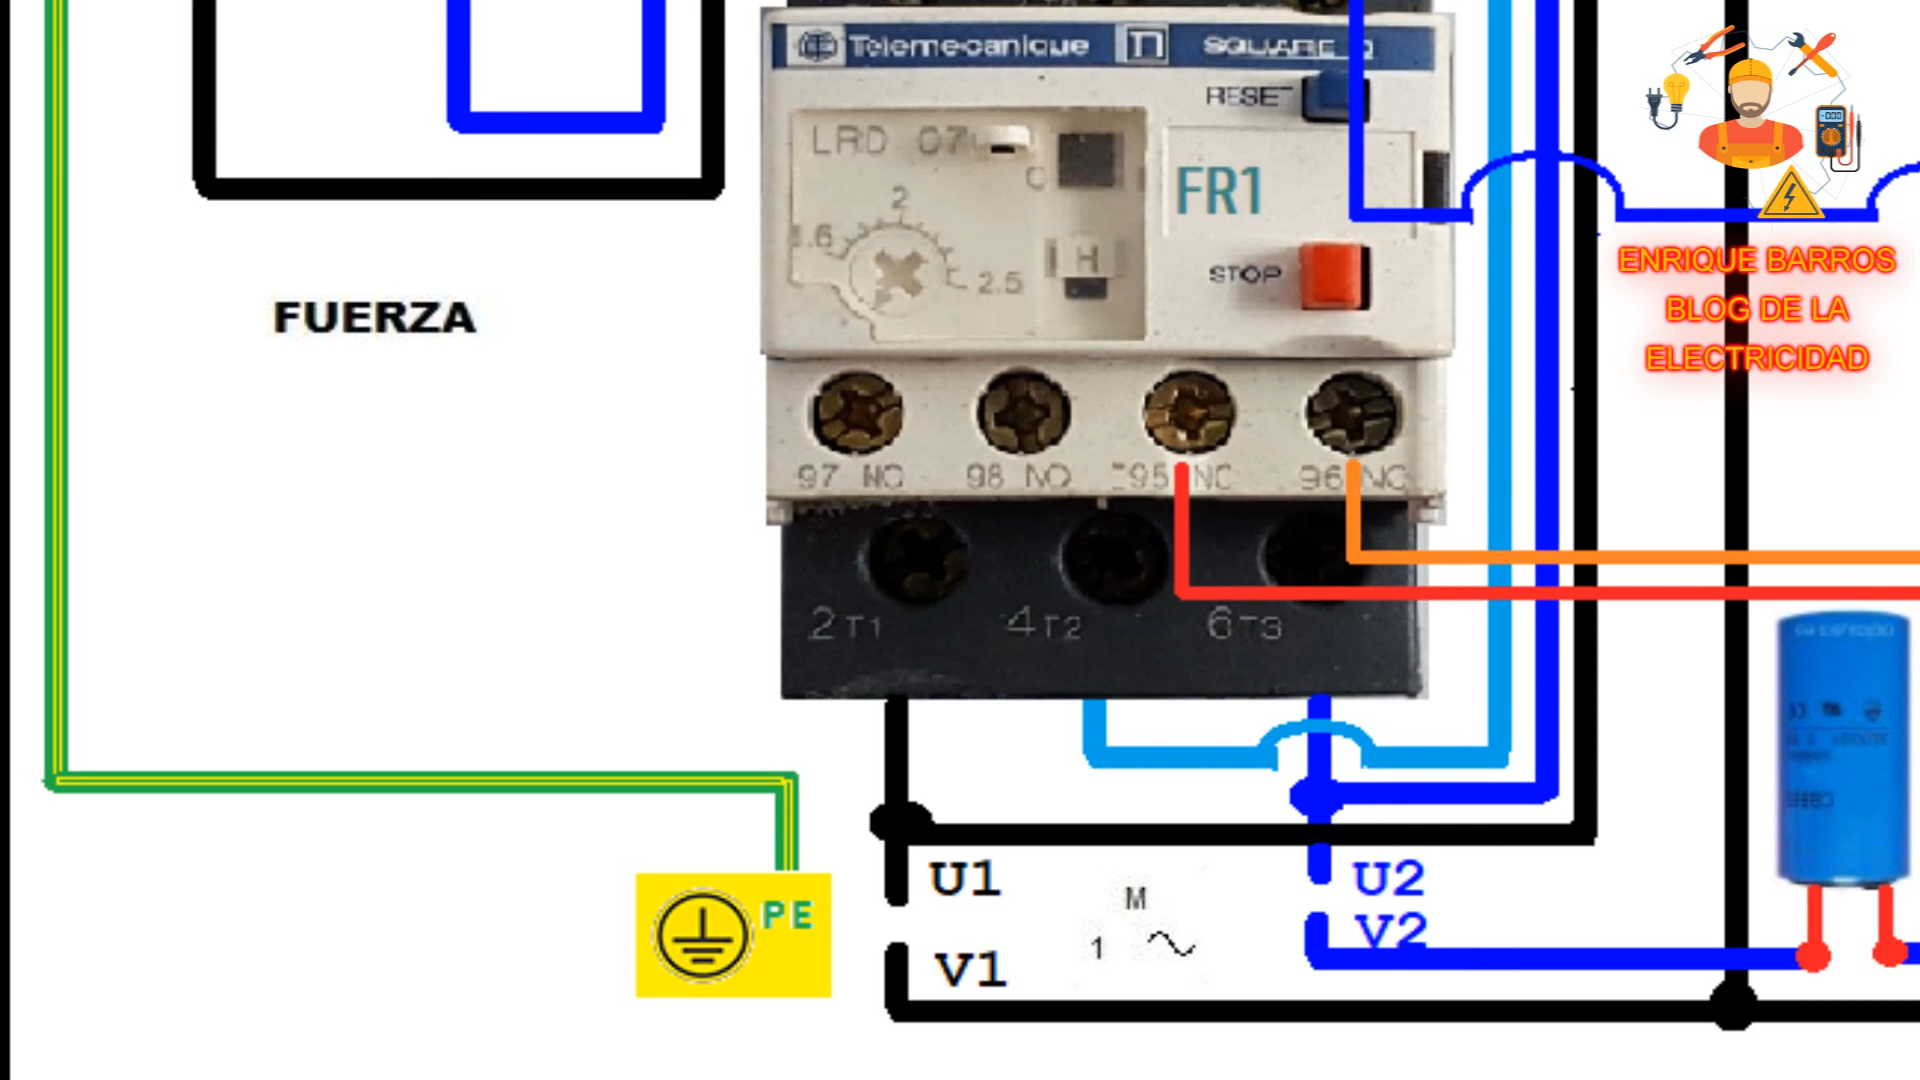 Telemecanique
SQUARE D
RESET
LRD 07
2
1.6
2.5
H
FR1
STOP
97 NO
98 NO
95 NC
96 NC
2 T1
4 T2
6 T3
FUERZA
ENRIQUE BARROS
BLOG DE LA
ELECTRICIDAD
PE
U1
V1
M
1 ~
U2
V2